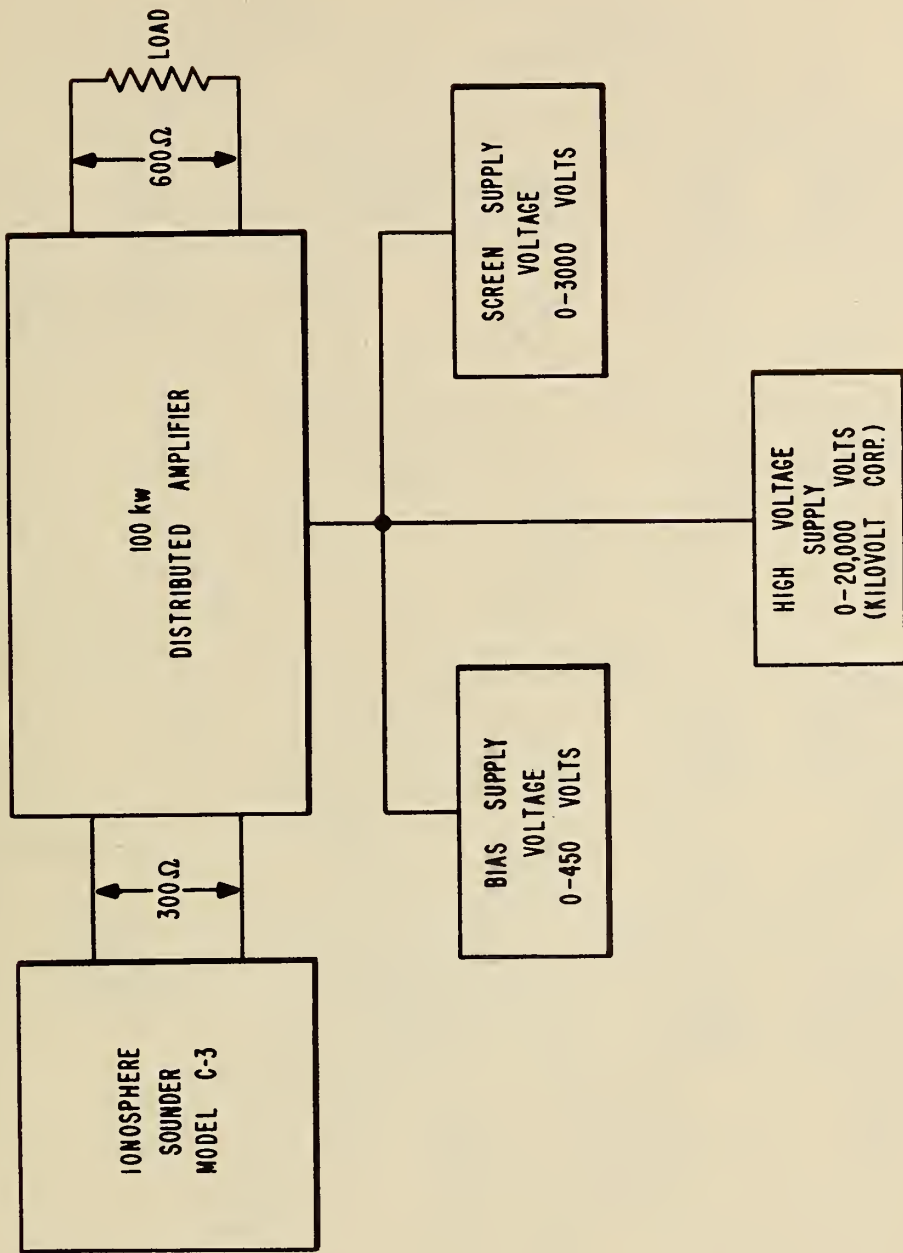 IONOSPHERE
SOUNDER
MODEL C-3
300Ω
100 kw
DISTRIBUTED AMPLIFIER
600Ω
LOAD
BIAS SUPPLY
VOLTAGE
0-450 VOLTS
SCREEN SUPPLY
VOLTAGE
0-3000 VOLTS
HIGH VOLTAGE
SUPPLY
0-20,000 VOLTS
(KILOVOLT CORP.)